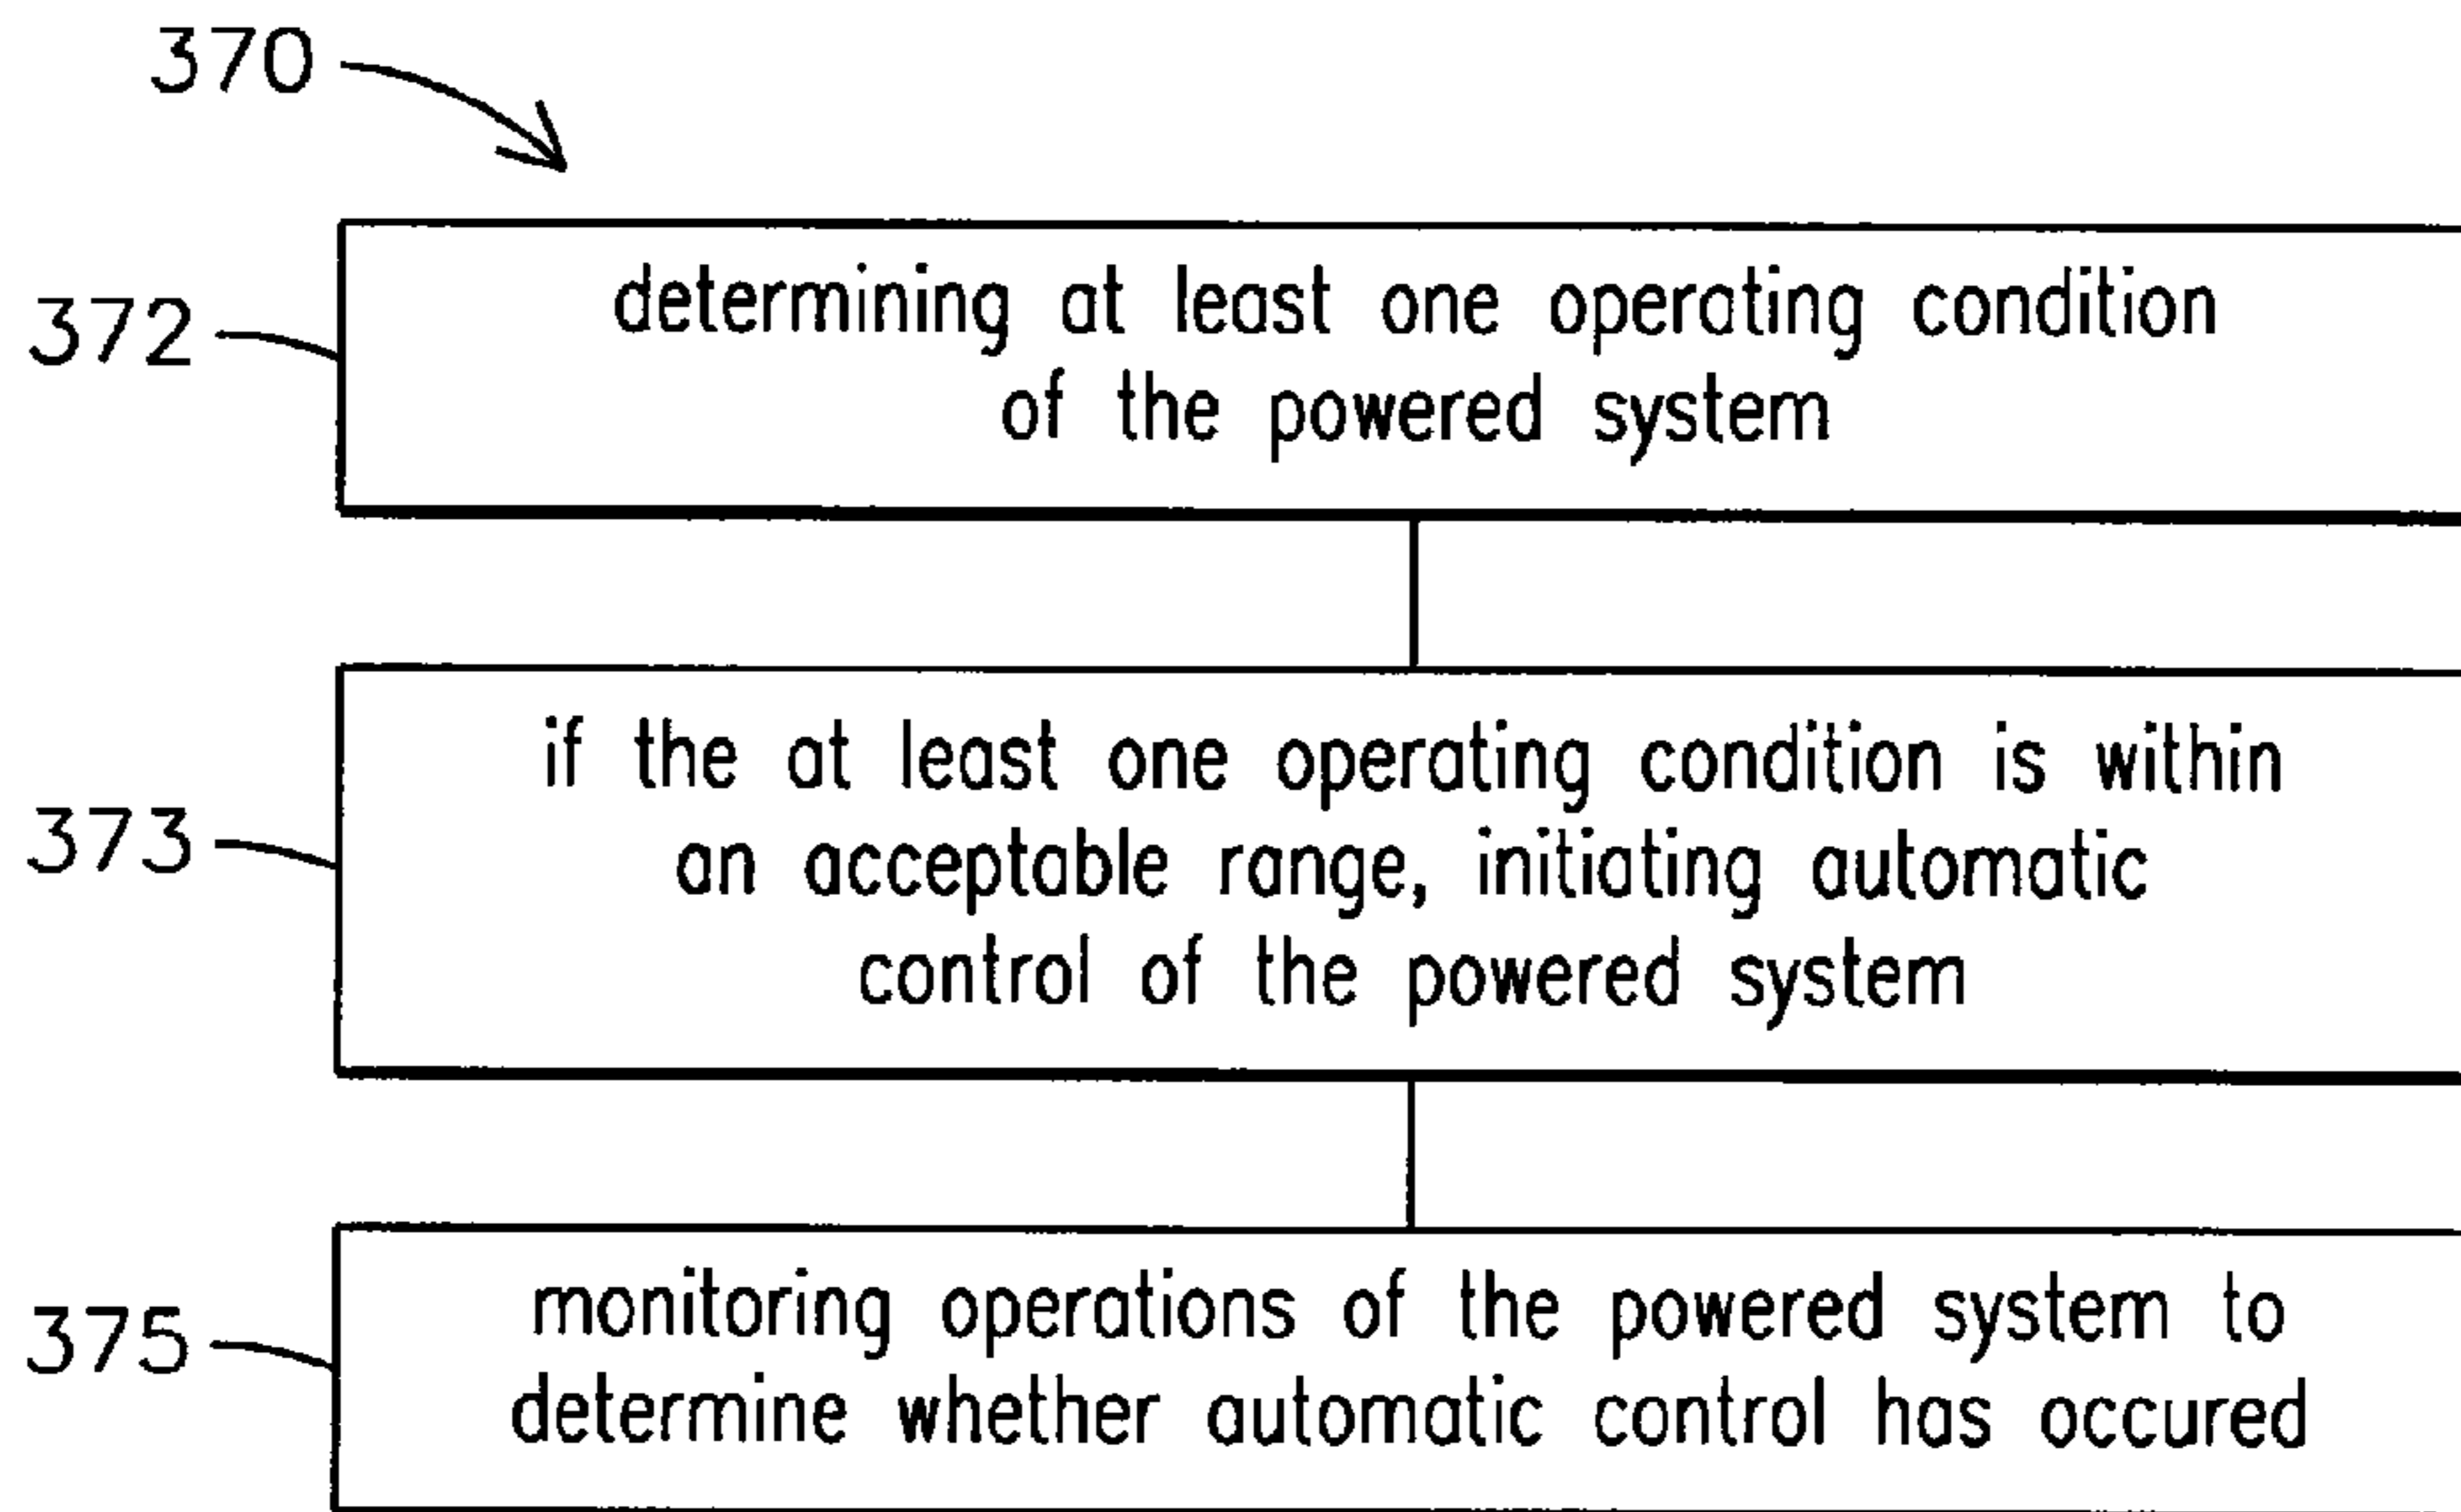 370
372
determining at least one operating condition
of the powered system
373
if the at least one operating condition is within
an acceptable range, initiating automatic
control of the powered system
375
monitoring operations of the powered system to
determine whether automatic control has occured